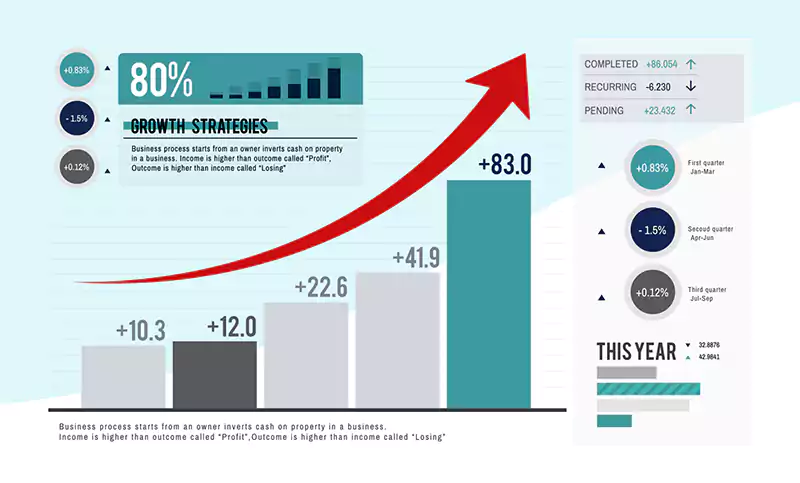 +0.83%
- 1.5%
+0.12%
80%
GROWTH STRATEGIES
Business process starts from an owner inverts cash on property
in a business. Income is higher than outcome called “Profit”,
Outcome is higher than income called “Losing”
+10.3
+12.0
+22.6
+41.9
+83.0
Business process starts from an owner inverts cash on property in a business.
Income is higher than outcome called “Profit”,Outcome is higher than income called “Losing”
COMPLETED +86.054
RECURRING -6.230
PENDING +23.432
+0.83% First quarter
Jan-Mar
- 1.5% Secoud quarter
Apr-Jun
+0.12% Third quarter
Jul-Sep
THIS YEAR
32.8876
42.9841